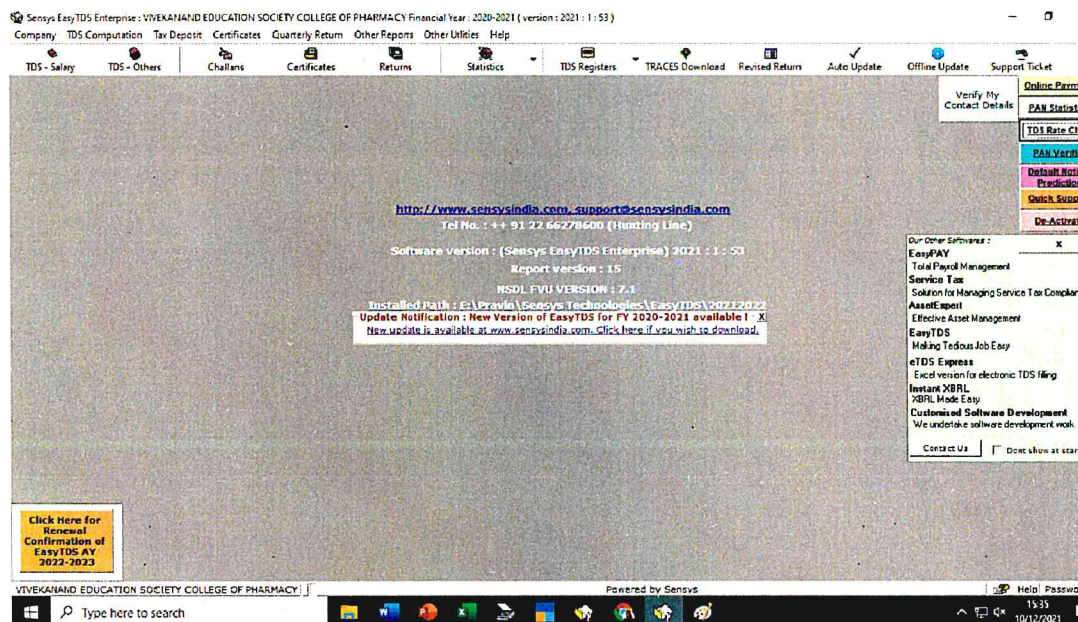 Sensys EasyTDS Enterprise : VIVEKANAND EDUCATION SOCIETY COLLEGE OF PHARMACY Financial Year : 2020-2021 ( version : 2021 : 1 : 53 )
Company TDS Computation Tax Deposit Certificates Quarterly Return Other Reports Other Utilities Help
TDS - Salary TDS - Others Challans Certificates Returns Statistics TDS Registers TRACES Download Revised Return Auto Update Offline Update Support Ticket
Verify My
Contact Details
Online Paym
PAN Statist
TDS Rate Ch
PAN Verifi
Default Noti
Prediction
Quick Supp
De-Activa
http://www.sensysindia.com, support@sensysindia.com
Tel No. : ++ 91 22 66278600 (Hunting Line)
Software version : (Sensys EasyTDS Enterprise) 2021 : 1 : 53
Report version : 15
NSDL FVU VERSION : 7.1
Installed Path : E:\Pravin\Sensys Technologies\EasyTDS\20212022
Update Notification : New Version of EasyTDS for FY 2020-2021 available ! X
New update is available at www.sensysindia.com. Click here if you wish to download.
Our Other Softwares : X
EasyPAY
Total Payroll Management
Service Tax
Solution for Managing Service Tax Complian
AssetExpert
Effective Asset Management
EasyTDS
Making Tedious Job Easy
eTDS Express
Excel version for electronic TDS filling
Instant XBRL
XBRL Made Easy
Customised Software Development
We undertake software development work.
Contact Us Dont show at star
Click Here for
Renewal
Confirmation of
EasyTDS AY
2022-2023
VIVEKANAND EDUCATION SOCIETY COLLEGE OF PHARMACY Powered by Sensys Help Passwo
Type here to search
15:35
10/12/2021